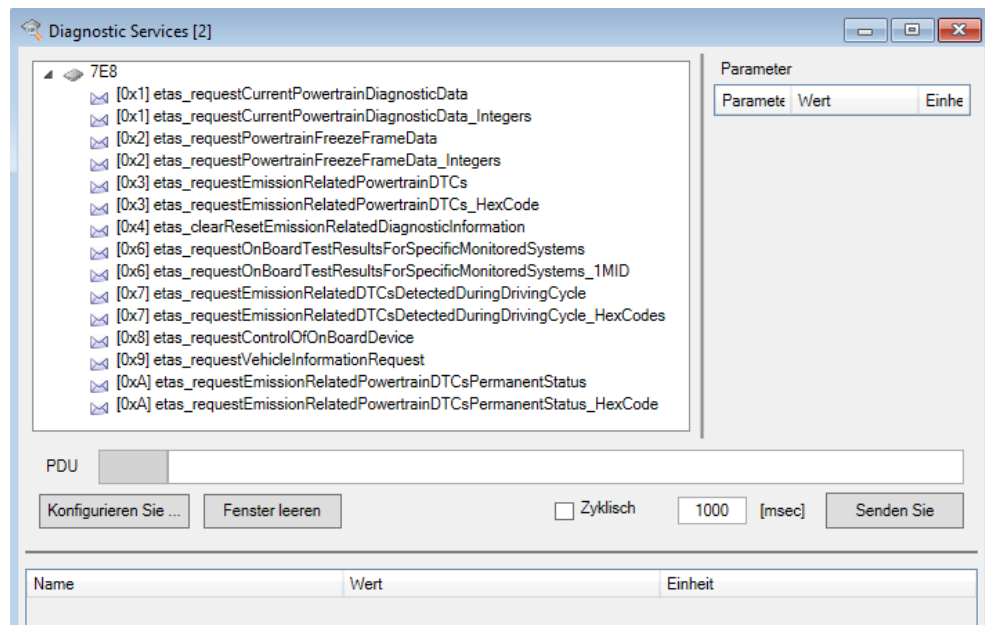 Diagnostic Services [2]
7E8
[0x1] etas_requestCurrentPowertrainDiagnosticData
[0x1] etas_requestCurrentPowertrainDiagnosticData_Integers
[0x2] etas_requestPowertrainFreezeFrameData
[0x2] etas_requestPowertrainFreezeFrameData_Integers
[0x3] etas_requestEmissionRelatedPowertrainDTCs
[0x3] etas_requestEmissionRelatedPowertrainDTCs_HexCode
[0x4] etas_clearResetEmissionRelatedDiagnosticInformation
[0x6] etas_requestOnBoardTestResultsForSpecificMonitoredSystems
[0x6] etas_requestOnBoardTestResultsForSpecificMonitoredSystems_1MID
[0x7] etas_requestEmissionRelatedDTCsDetectedDuringDrivingCycle
[0x7] etas_requestEmissionRelatedDTCsDetectedDuringDrivingCycle_HexCodes
[0x8] etas_requestControlOfOnBoardDevice
[0x9] etas_requestVehicleInformationRequest
[0xA] etas_requestEmissionRelatedPowertrainDTCsPermanentStatus
[0xA] etas_requestEmissionRelatedPowertrainDTCsPermanentStatus_HexCode
Parameter
Paramete Wert Einhe
PDU
Konfigurieren Sie ... Fenster leeren Zyklisch 1000 [msec] Senden Sie
Name Wert Einheit